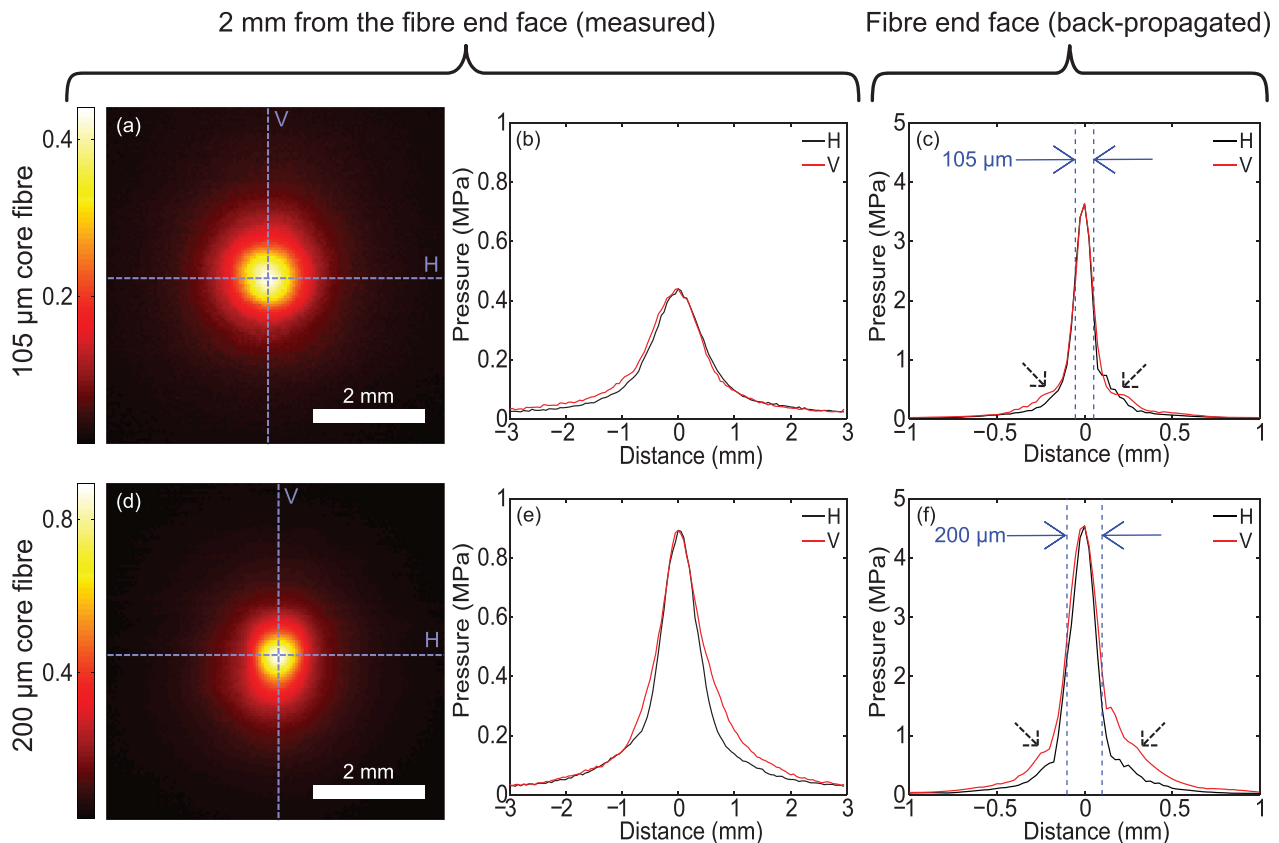 2 mm from the fibre end face (measured)
Fibre end face (back-propagated)
105 µm core fibre
0.4
0.2
(a)
V
H
2 mm
(b)
H
V
Pressure (MPa)
1
0.8
0.6
0.4
0.2
0
−3 −2 −1 0 1 2 3
Distance (mm)
(c)
H
V
105 µm
Pressure (MPa)
5
4
3
2
1
0
−1 −0.5 0 0.5 1
Distance (mm)
200 µm core fibre
0.8
0.4
(d)
V
H
2 mm
(e)
H
V
Pressure (MPa)
1
0.8
0.6
0.4
0.2
0
−3 −2 −1 0 1 2 3
Distance (mm)
(f)
H
V
200 µm
Pressure (MPa)
5
4
3
2
1
0
−1 −0.5 0 0.5 1
Distance (mm)